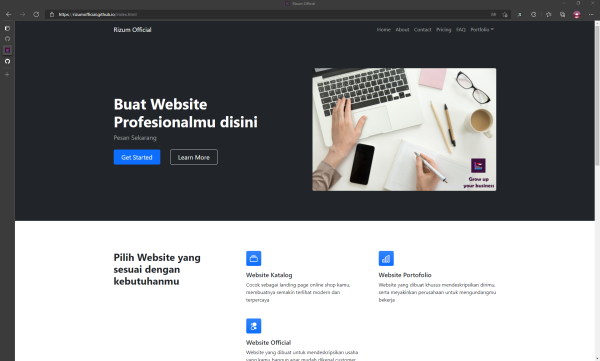 Rizum Official
https://rizumofficial.github.io/index.html
Rizum Official
Home About Contact Pricing FAQ Portfolio
Buat Website
Profesionalmu disini
Pesan Sekarang
Get Started Learn More
Grow up
your business
Pilih Website yang
sesuai dengan
kebutuhanmu
Website Katalog
Cocok sebagai landing page online shop kamu,
membuatnya semakin terlihat modern dan
terpercaya
Website Portofolio
Website yang dibuat khusus mendeskripsikan dirimu,
serta meyakinkan perusahaan untuk mengundangmu
bekerja
Website Official
Website yang dibuat untuk mendeskripsikan usaha
yang kamu bangun agar mudah dikenal customer